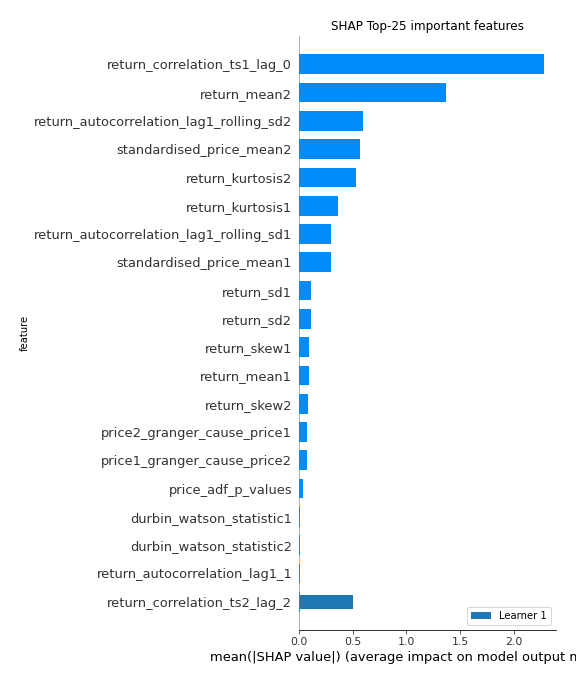 SHAP Top-25 important features
return_correlation_ts1_lag_0
return_mean2
return_autocorrelation_lag1_rolling_sd2
standardised_price_mean2
return_kurtosis2
return_kurtosis1
return_autocorrelation_lag1_rolling_sd1
standardised_price_mean1
return_sd1
return_sd2
return_skew1
return_mean1
return_skew2
price2_granger_cause_price1
price1_granger_cause_price2
price_adf_p_values
durbin_watson_statistic1
durbin_watson_statistic2
return_autocorrelation_lag1_1
return_correlation_ts2_lag_2
feature
Learner 1
0.0 0.5 1.0 1.5 2.0
mean(|SHAP value|) (average impact on model output